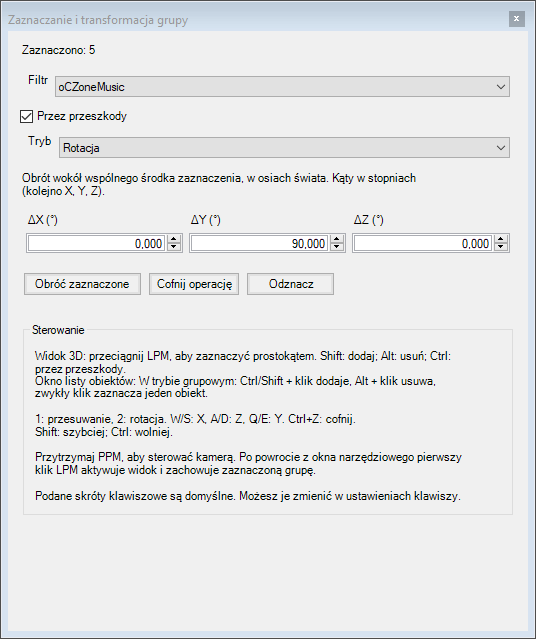 Zaznaczanie i transformacja grupy
x
Zaznaczono: 5
Filtr
oCZoneMusic
Przez przeszkody
Tryb
Rotacja
Obrót wokół wspólnego środka zaznaczenia, w osiach świata. Kąty w stopniach
(kolejno X, Y, Z).
ΔX (°) ΔY (°) ΔZ (°)
0,000 90,000 0,000
Obróć zaznaczone Cofnij operację Odznacz
Sterowanie
Widok 3D: przeciągnij LPM, aby zaznaczyć prostokątem. Shift: dodaj; Alt: usuń; Ctrl:
przez przeszkody.
Okno listy obiektów: W trybie grupowym: Ctrl/Shift + klik dodaje, Alt + klik usuwa,
zwykły klik zaznacza jeden obiekt.
1: przesuwanie, 2: rotacja. W/S: X, A/D: Z, Q/E: Y. Ctrl+Z: cofnij.
Shift: szybciej; Ctrl: wolniej.
Przytrzymaj PPM, aby sterować kamerą. Po powrocie z okna narzędziowego pierwszy
klik LPM aktywuje widok i zachowuje zaznaczoną grupę.
Podane skróty klawiszowe są domyślne. Możesz je zmienić w ustawieniach klawiszy.